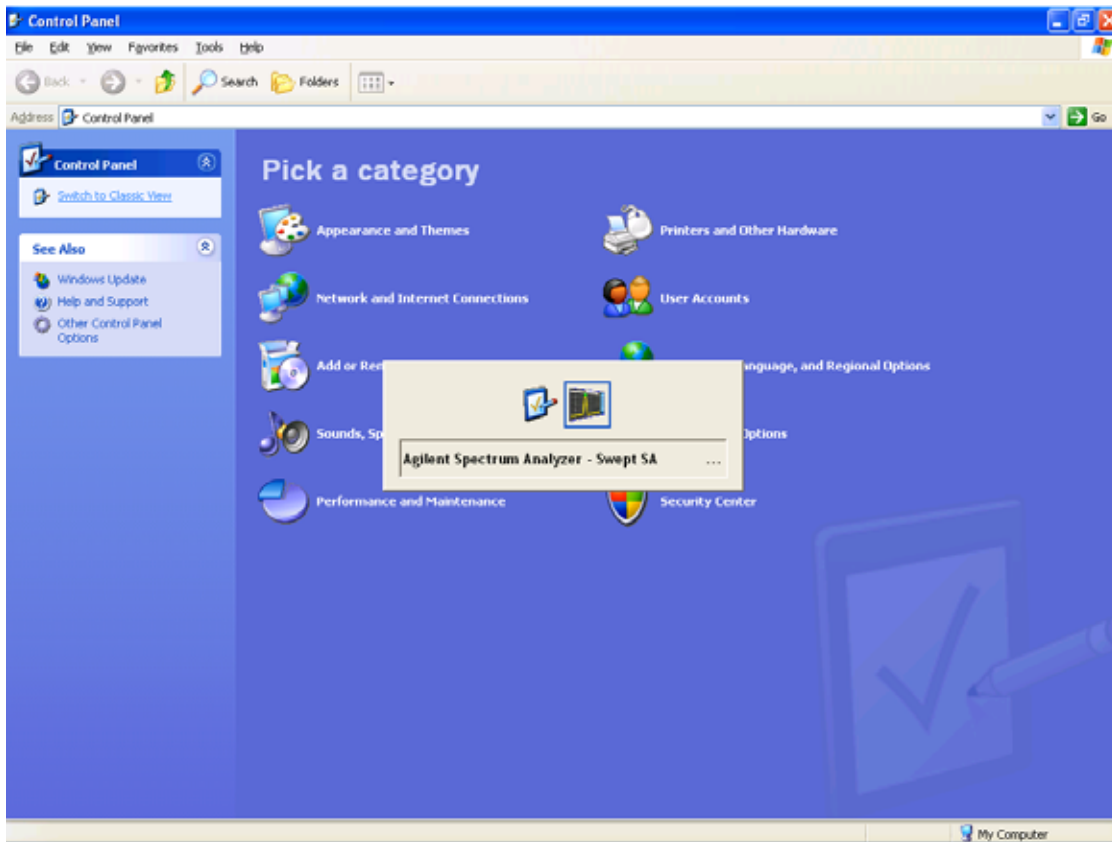 Control Panel
File Edit View Favorites Tools Help
Back Search Folders
Address Control Panel Go
Control Panel
Switch to Classic View
See Also
Windows Update
Help and Support
Other Control Panel
Options
Pick a category
Appearance and Themes
Printers and Other Hardware
Network and Internet Connections
User Accounts
Add or Rem
anguage, and Regional Options
Sounds, Sp
Options
Agilent Spectrum Analyzer - Swept SA ...
Performance and Maintenance
Security Center
My Computer